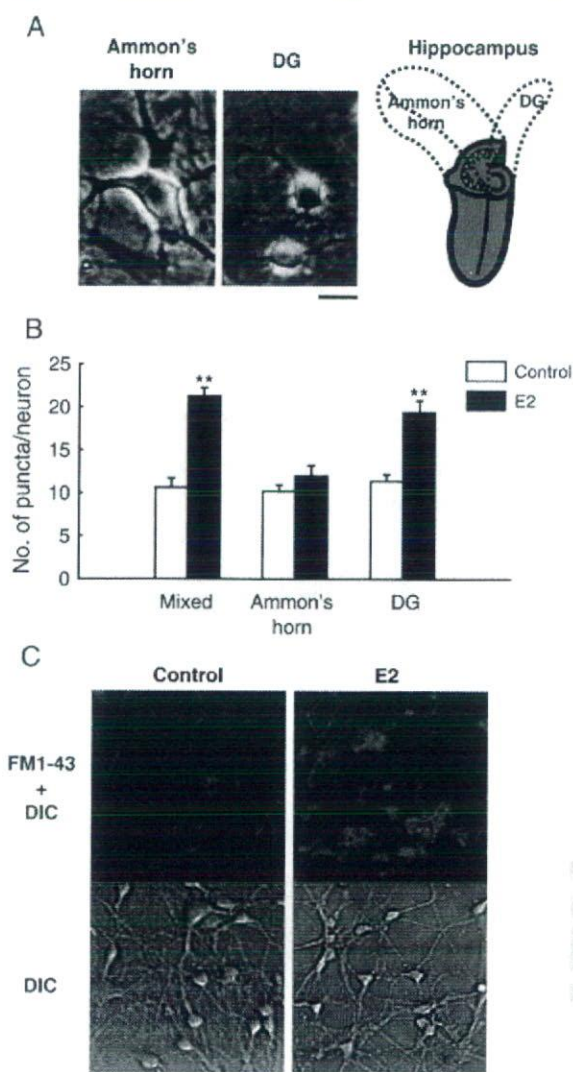 A
Ammon's
horn
DG
Hippocampus
Ammon's
horn
DG
B
No. of puncta/neuron
25
20
15
10
5
0
**
**
Control
E2
Mixed
Ammon's
horn
DG
C
Control
E2
FM1-43
+
DIC
DIC